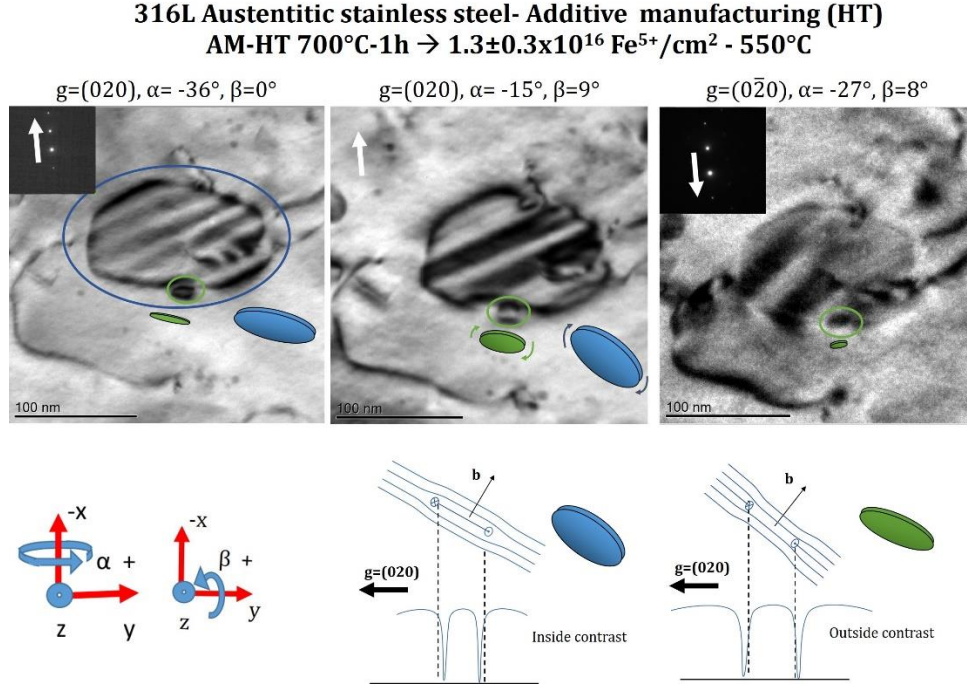 316L Austentitic stainless steel- Additive manufacturing (HT)
AM-HT 700°C-1h → 1.3±0.3x10¹⁶ Fe⁵⁺/cm² - 550°C
g=(020), α= -36°, β=0°
g=(020), α= -15°, β=9°
g=(02̅0), α= -27°, β=8°
100 nm
100 nm
100 nm
-x
α +
z
y
-x
β +
z
y
b
g=(020)
Inside contrast
b
g=(020)
Outside contrast